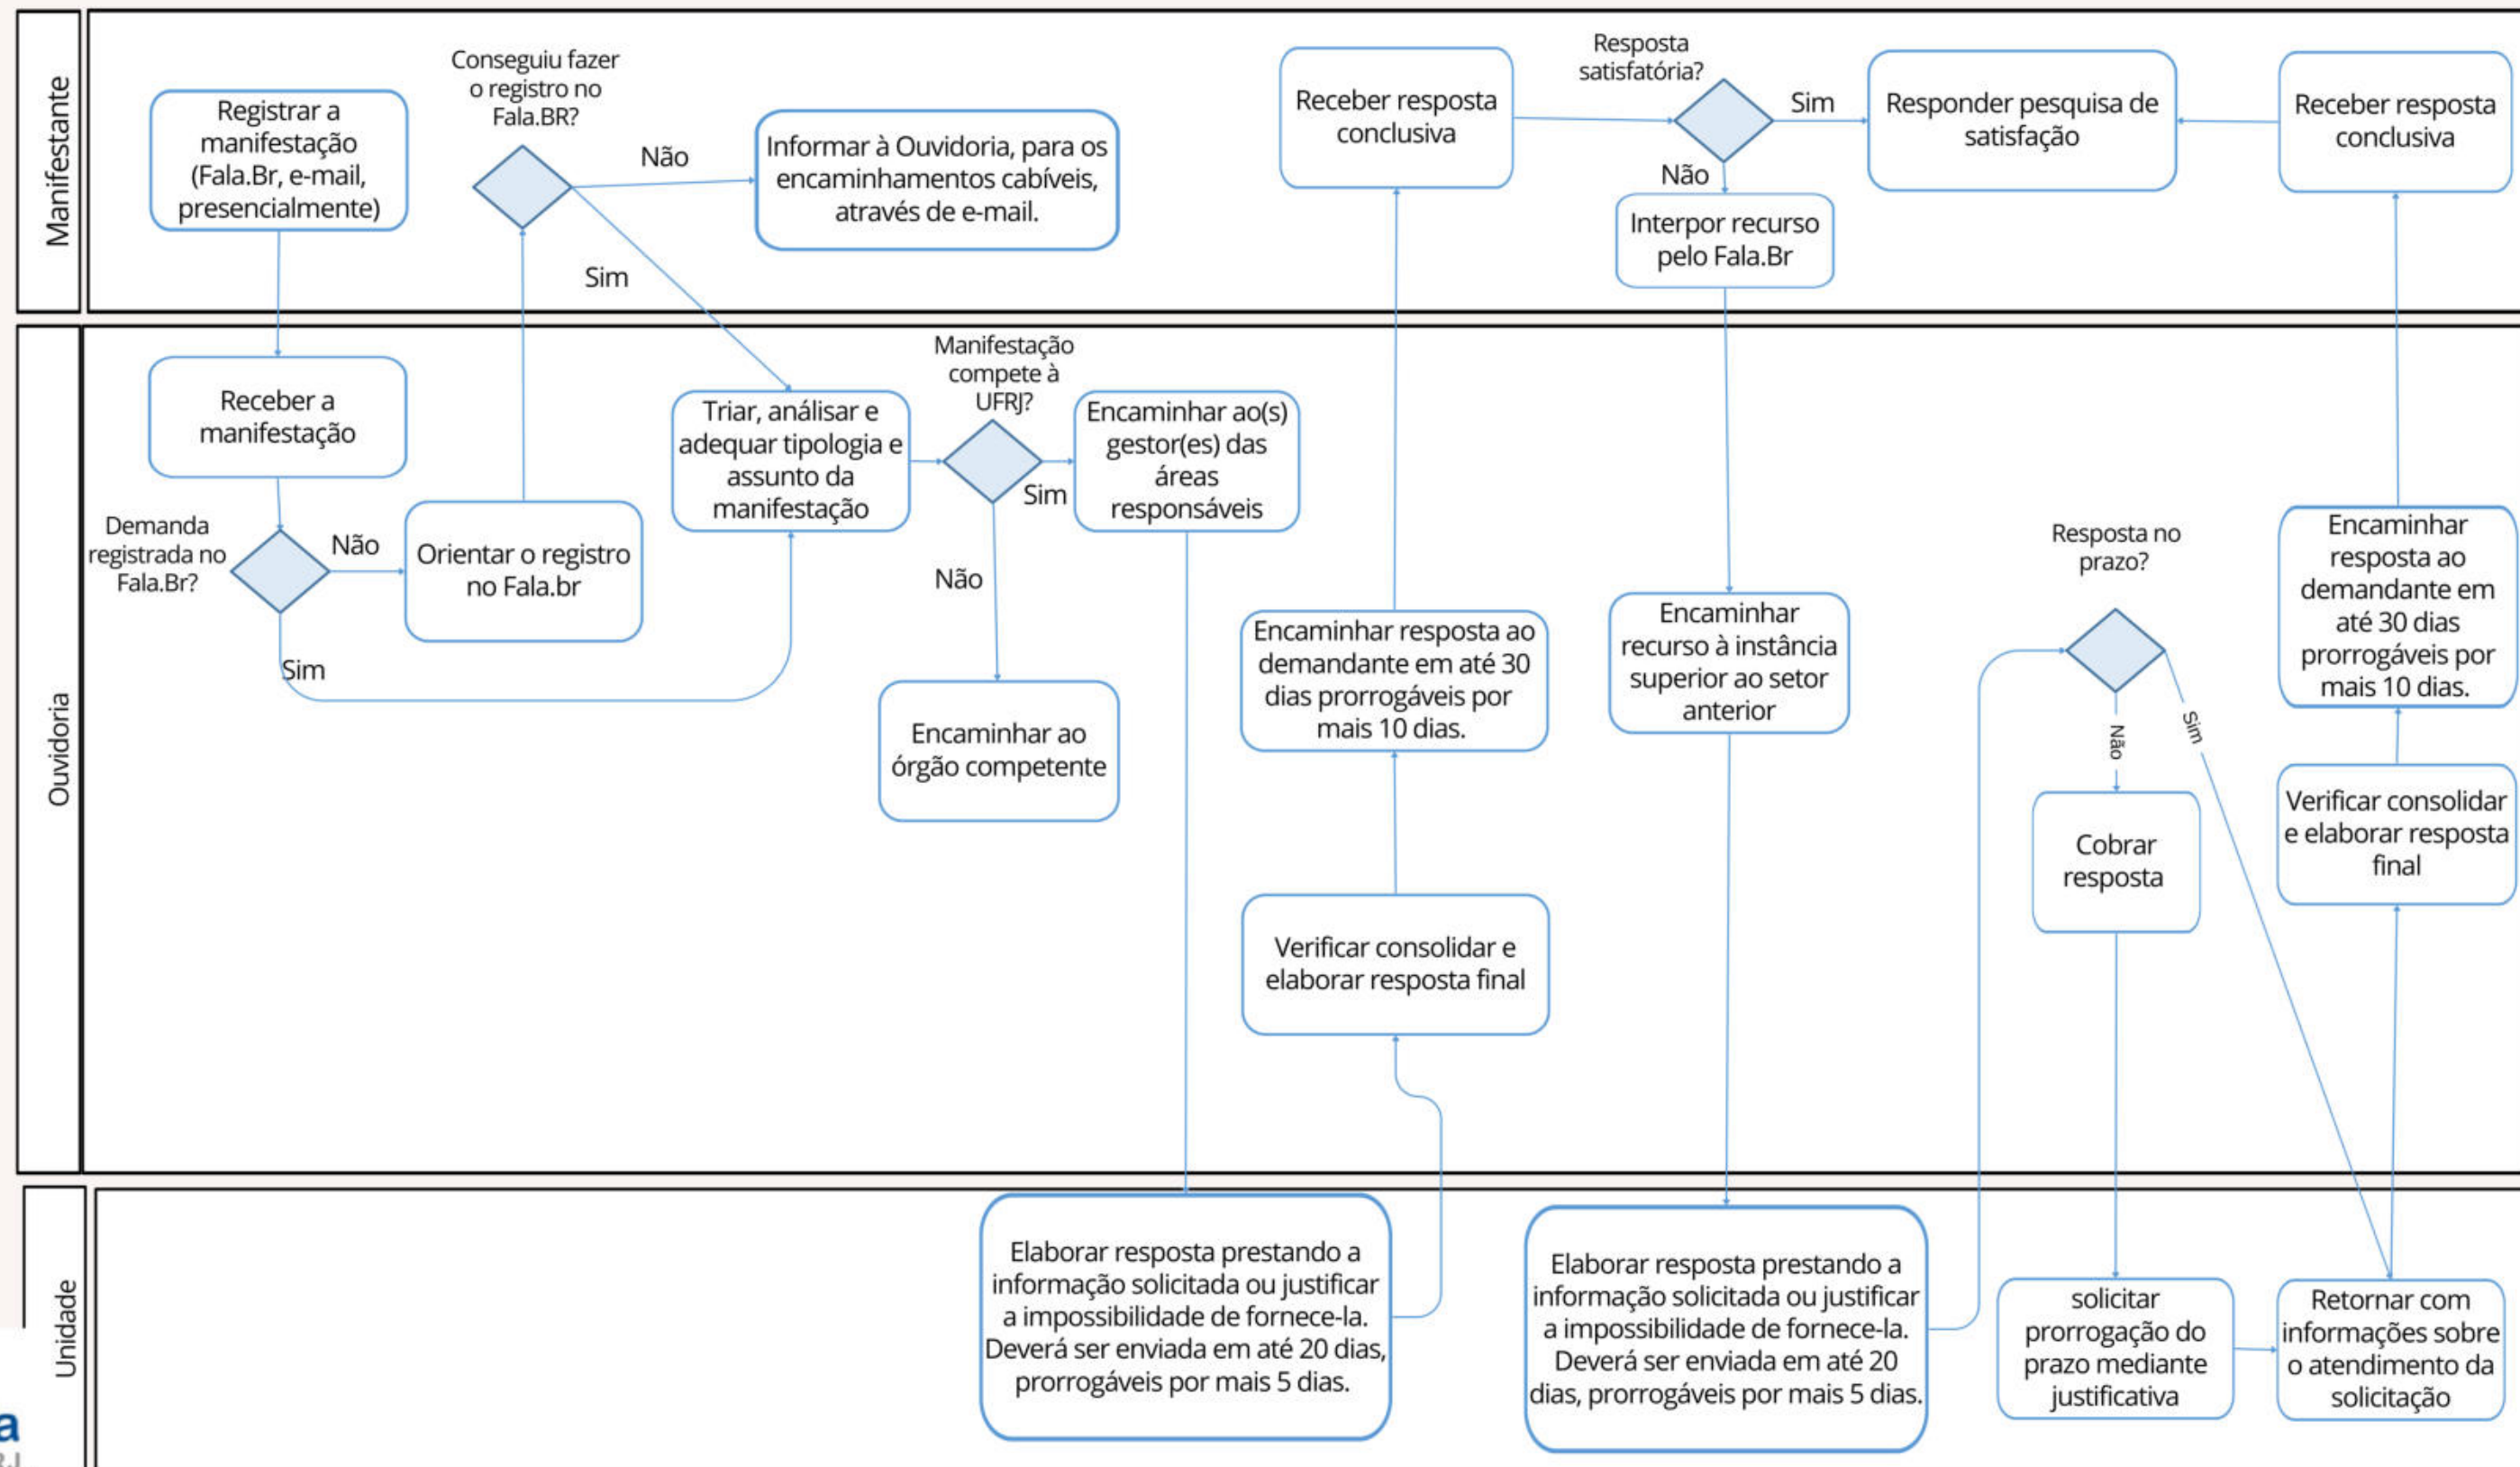 Manifestante
Registrar a
manifestação
(Fala.Br, e-mail,
presencialmente)
Conseguiu fazer
o registro no
Fala.BR?
Não
Sim
Informar à Ouvidoria, para os
encaminhamentos cabíveis,
através de e-mail.
Receber resposta
conclusiva
Resposta
satisfatória?
Sim
Não
Responder pesquisa de
satisfação
Interpor recurso
pelo Fala.Br
Receber resposta
conclusiva
Ouvidoria
Receber a
manifestação
Demanda
registrada no
Fala.Br?
Não
Sim
Orientar o registro
no Fala.br
Triar, análisar e
adequar tipologia e
assunto da
manifestação
Manifestação
compete à
UFRJ?
Sim
Não
Encaminhar ao(s)
gestor(es) das
áreas
responsáveis
Encaminhar ao
órgão competente
Encaminhar resposta ao
demandante em até 30
dias prorrogáveis por
mais 10 dias.
Verificar consolidar e
elaborar resposta final
Encaminhar
recurso à instância
superior ao setor
anterior
Resposta no
prazo?
Não
Sim
Cobrar
resposta
Encaminhar
resposta ao
demandante em
até 30 dias
prorrogáveis por
mais 10 dias.
Verificar consolidar
e elaborar resposta
final
Unidade
Elaborar resposta prestando a
informação solicitada ou justificar
a impossibilidade de fornece-la.
Deverá ser enviada em até 20 dias,
prorrogáveis por mais 5 dias.
Elaborar resposta prestando a
informação solicitada ou justificar
a impossibilidade de fornece-la.
Deverá ser enviada em até 20
dias, prorrogáveis por mais 5 dias.
solicitar
prorrogação do
prazo mediante
justificativa
Retornar com
informações sobre
o atendimento da
solicitação
a